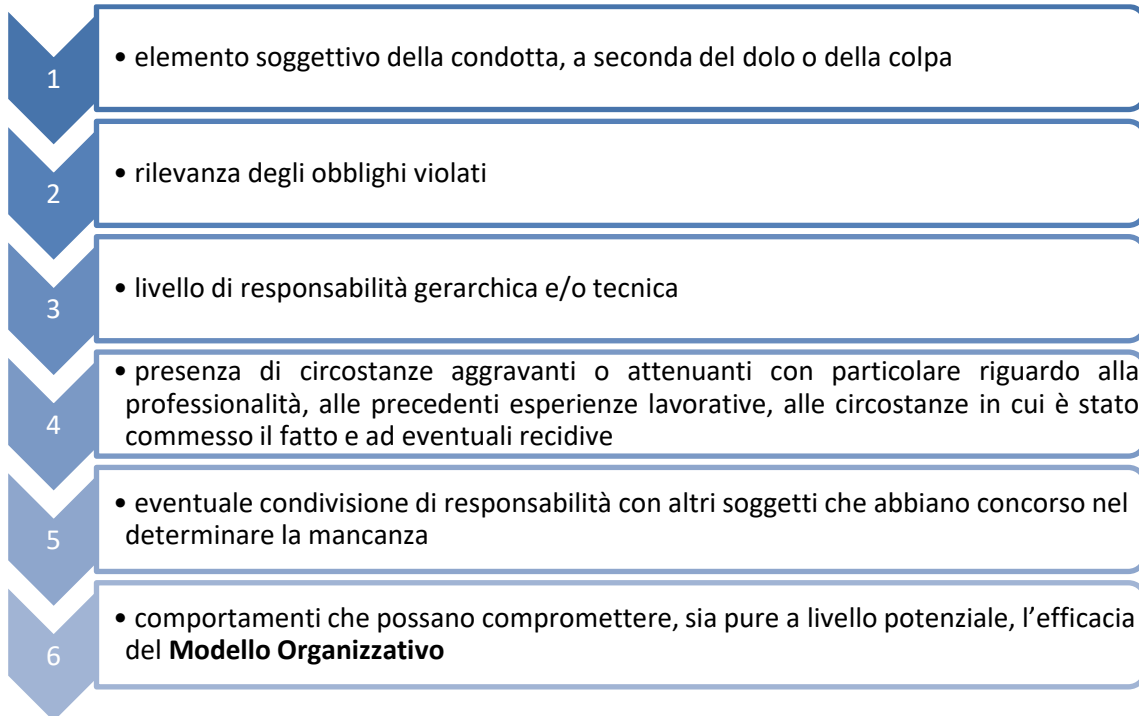 1
• elemento soggettivo della condotta, a seconda del dolo o della colpa
2
• rilevanza degli obblighi violati
3
• livello di responsabilità gerarchica e/o tecnica
4
• presenza di circostanze aggravanti o attenuanti con particolare riguardo alla
professionalità, alle precedenti esperienze lavorative, alle circostanze in cui è stato
commesso il fatto e ad eventuali recidive
5
• eventuale condivisione di responsabilità con altri soggetti che abbiano concorso nel
determinare la mancanza
6
• comportamenti che possano compromettere, sia pure a livello potenziale, l’efficacia
del Modello Organizzativo